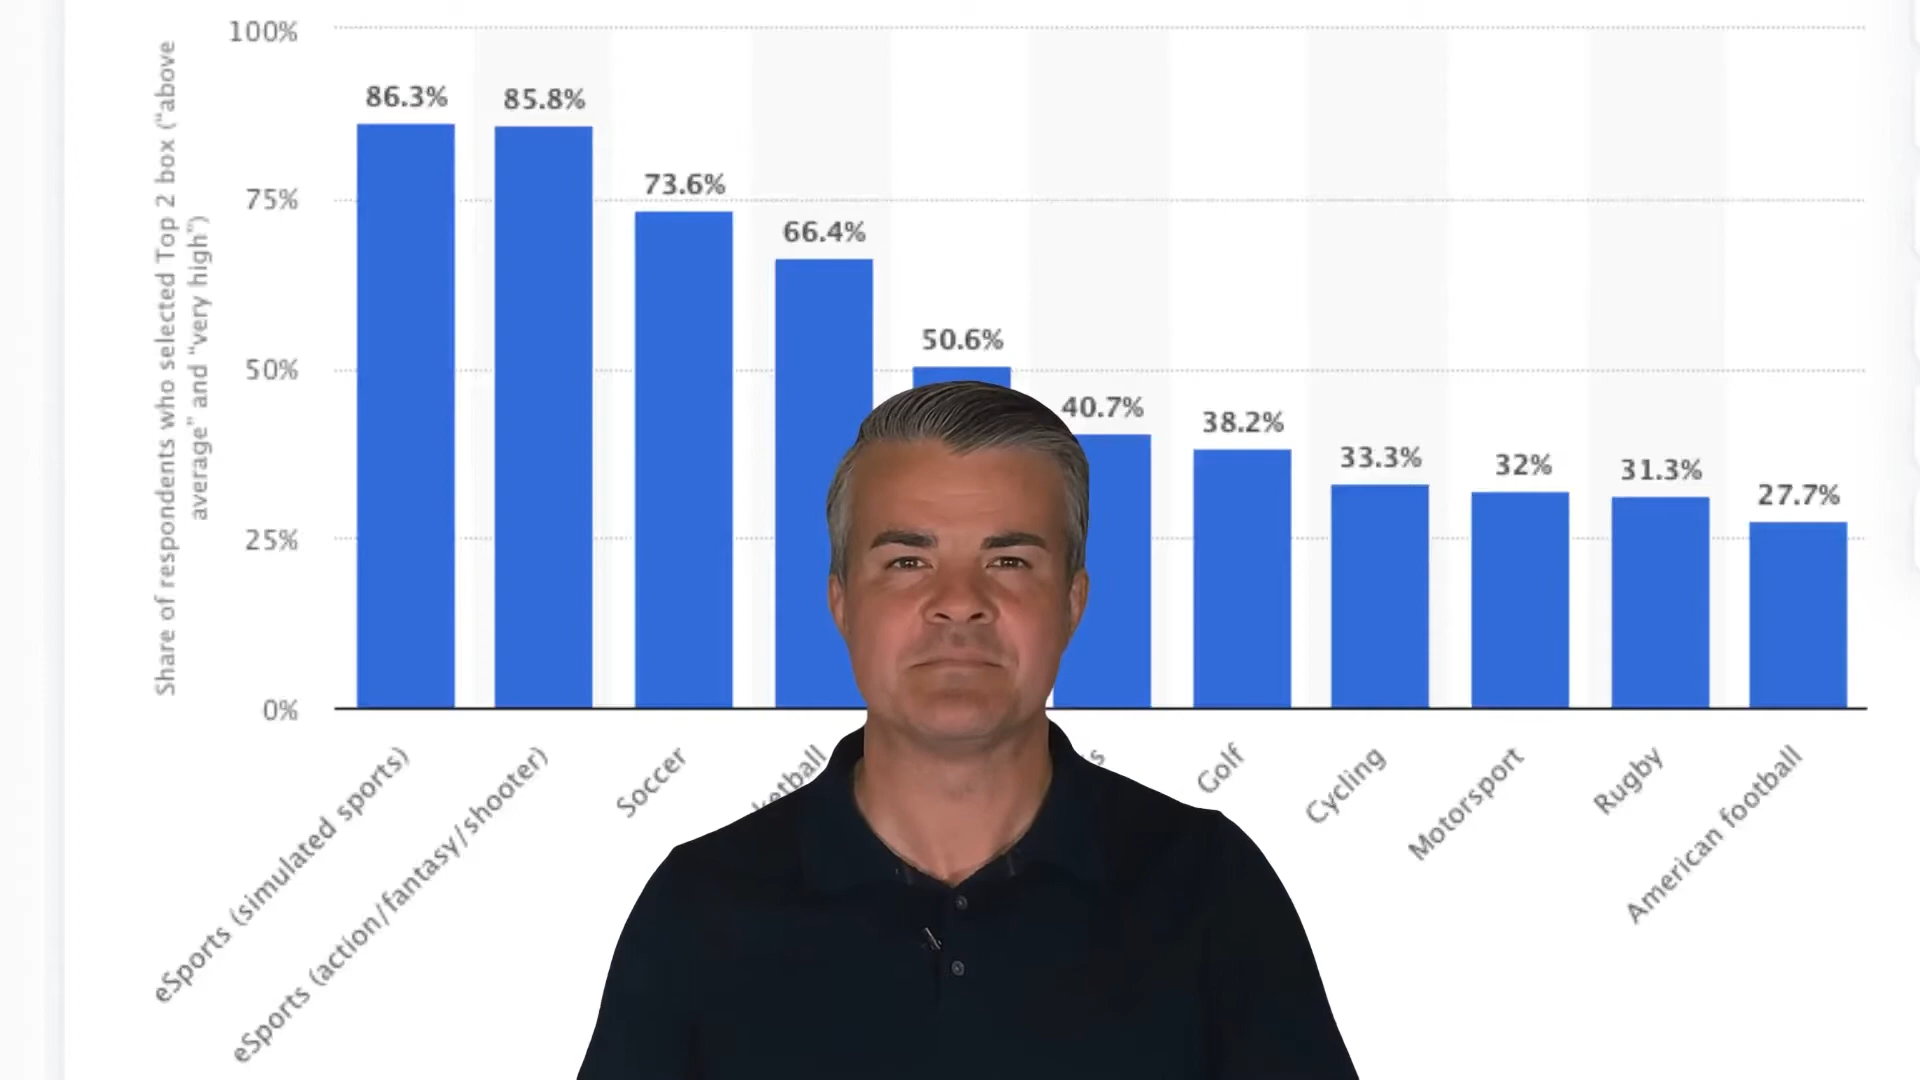 100%
75%
50%
25%
0%
Share of respondents who selected Top 2 box ("above
average" and "very high")
86.3%
85.8%
73.6%
66.4%
50.6%
40.7%
38.2%
33.3%
32%
31.3%
27.7%
eSports (simulated sports)
eSports (action/fantasy/shooter)
Soccer
ketball
s
Golf
Cycling
Motorsport
Rugby
American football